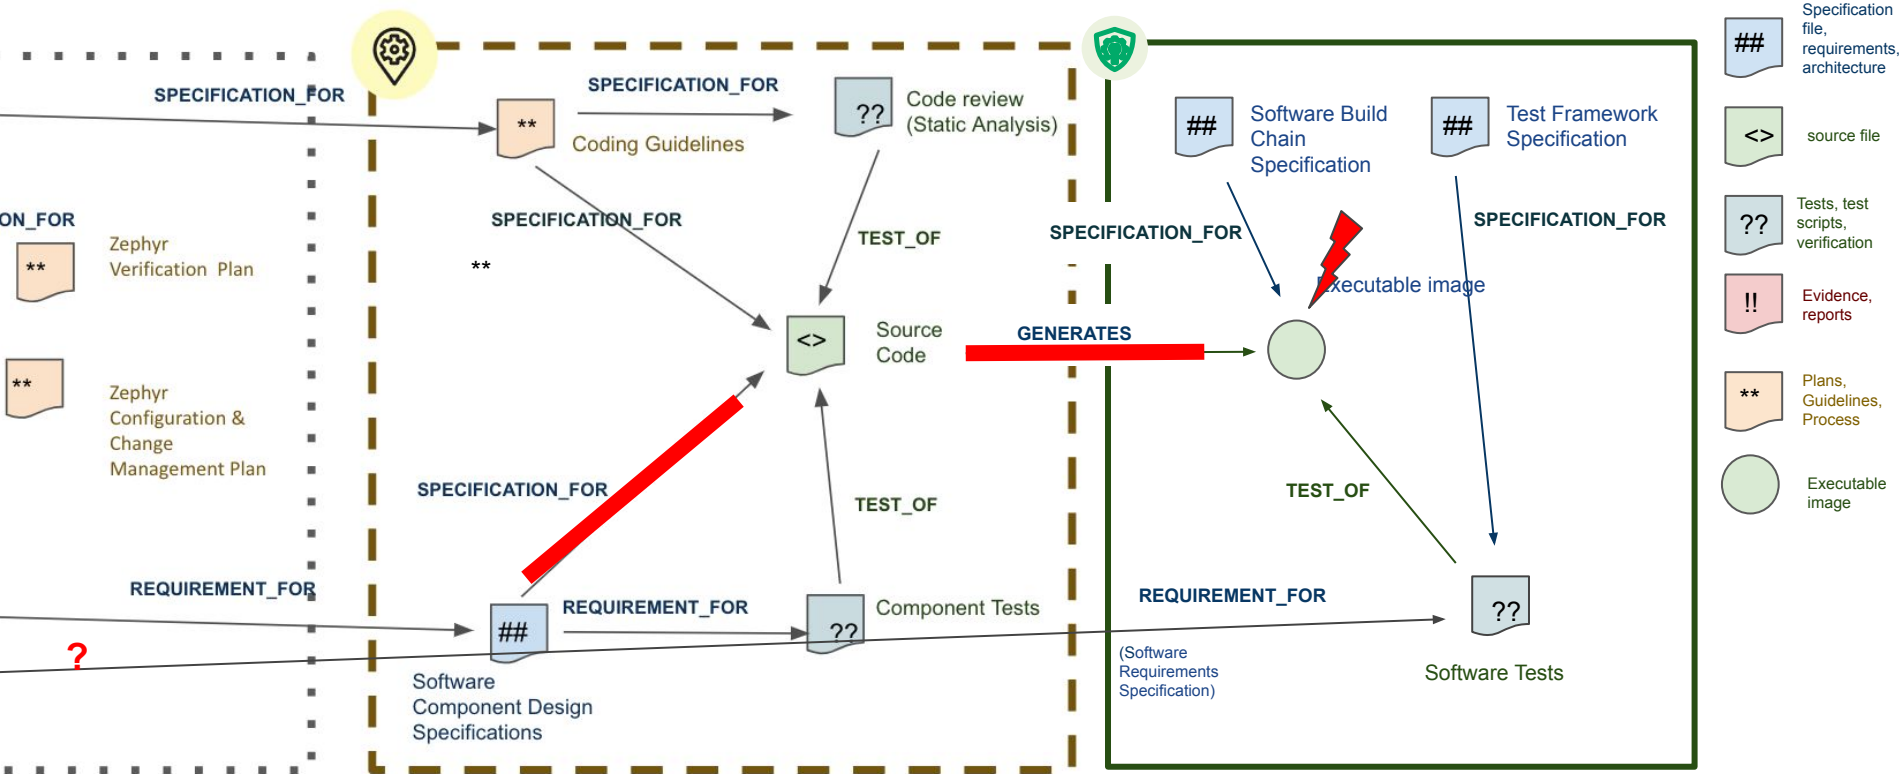 SPECIFICATION_FOR
ON_FOR
**
Zephyr
Verification Plan
**
Zephyr
Configuration &
Change
Management Plan
REQUIREMENT_FOR
?
SPECIFICATION_FOR
**
Coding Guidelines
??
Code review
(Static Analysis)
SPECIFICATION_FOR
**
TEST_OF
<>
Source
Code
GENERATES
SPECIFICATION_FOR
TEST_OF
##
REQUIREMENT_FOR
??
Component Tests
Software
Component Design
Specifications
##
Software Build
Chain
Specification
##
Test Framework
Specification
SPECIFICATION_FOR
SPECIFICATION_FOR
Executable image
TEST_OF
REQUIREMENT_FOR
(Software
Requirements
Specification)
??
Software Tests
##
Specification
file,
requirements,
architecture
<>
source file
??
Tests, test
scripts,
verification
!!
Evidence,
reports
**
Plans,
Guidelines,
Process
Executable
image